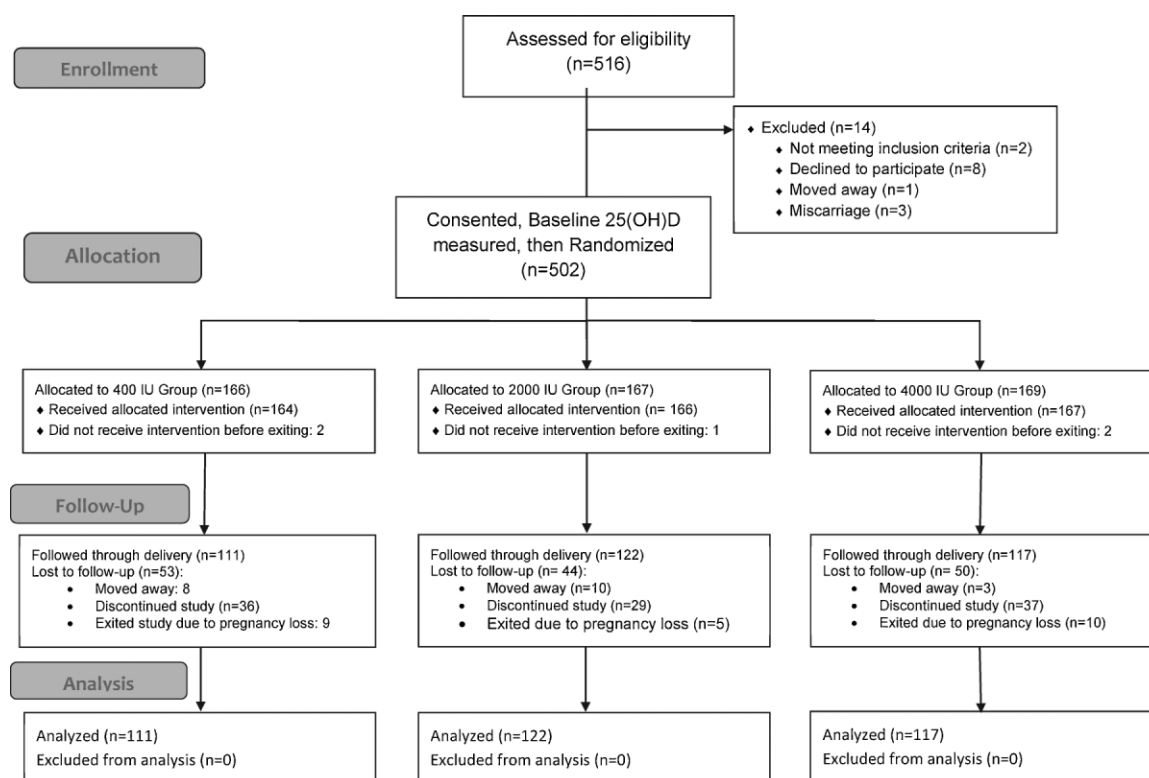 Enrollment
Assessed for eligibility
(n=516)
♦ Excluded (n=14)
♦ Not meeting inclusion criteria (n=2)
♦ Declined to participate (n=8)
♦ Moved away (n=1)
♦ Miscarriage (n=3)
Allocation
Consented, Baseline 25(OH)D
measured, then Randomized
(n=502)
Allocated to 400 IU Group (n=166)
♦ Received allocated intervention (n=164)
♦ Did not receive intervention before exiting: 2
Allocated to 2000 IU Group (n=167)
♦ Received allocated intervention (n= 166)
♦ Did not receive intervention before exiting: 1
Allocated to 4000 IU Group (n=169)
♦ Received allocated intervention (n=167)
♦ Did not receive intervention before exiting: 2
Follow-Up
Followed through delivery (n=111)
Lost to follow-up (n=53):
• Moved away: 8
• Discontinued study (n=36)
• Exited study due to pregnancy loss: 9
Followed through delivery (n=122)
Lost to follow-up (n= 44):
• Moved away (n=10)
• Discontinued study (n=29)
• Exited due to pregnancy loss (n=5)
Followed through delivery (n=117)
Lost to follow-up (n= 50):
• Moved away (n=3)
• Discontinued study (n=37)
• Exited due to pregnancy loss (n=10)
Analysis
Analyzed (n=111)
Excluded from analysis (n=0)
Analyzed (n=122)
Excluded from analysis (n=0)
Analyzed (n=117)
Excluded from analysis (n=0)